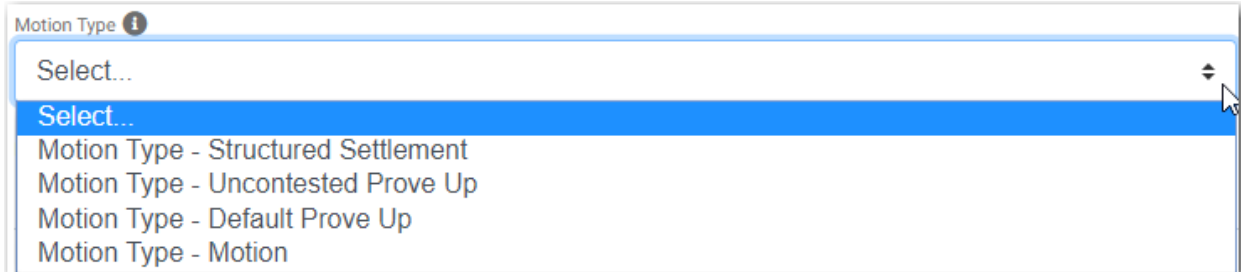 Motion Type
Select...
Select...
Motion Type - Structured Settlement
Motion Type - Uncontested Prove Up
Motion Type - Default Prove Up
Motion Type - Motion